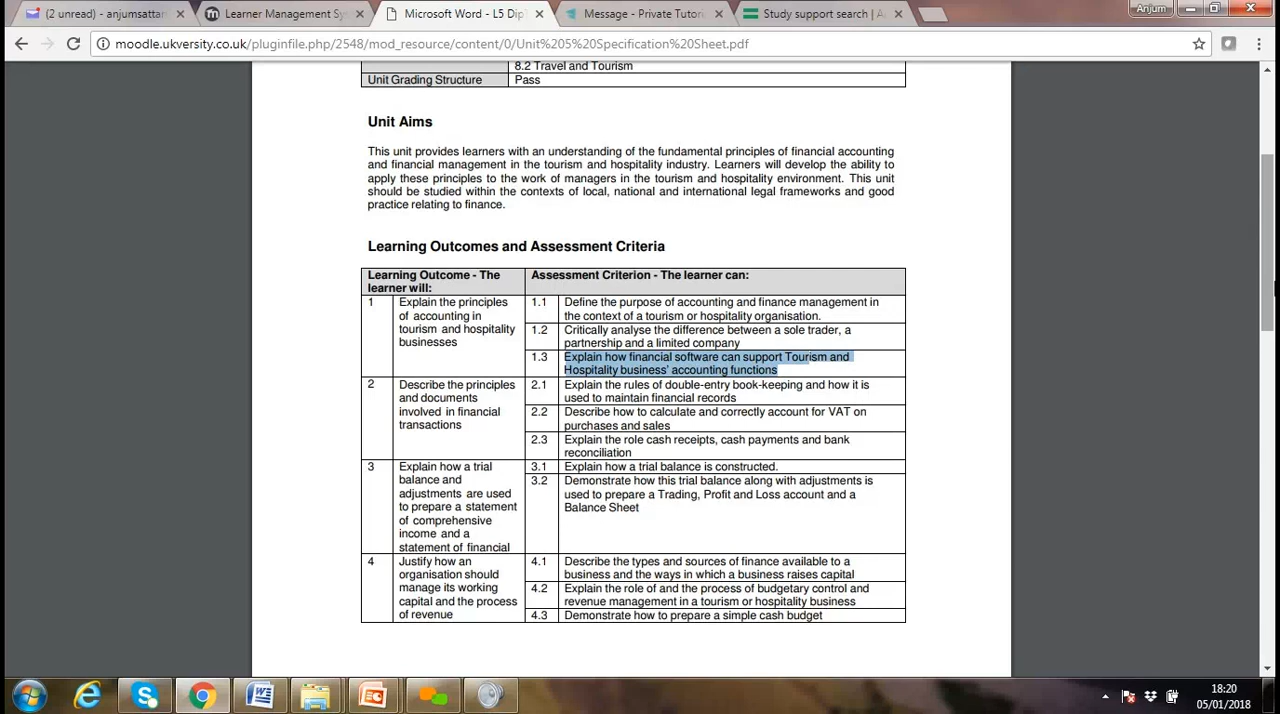 (2 unread) - anjumsattar
Learner Management Sys
Microsoft Word - L5 Dip
Message - Private Tutor
Study support search | A
Anjum
moodle.ukversity.co.uk/pluginfile.php/2548/mod_resource/content/0/Unit%205%20Specification%20Sheet.pdf
8.2 Travel and Tourism
Unit Grading Structure Pass
Unit Aims
This unit provides learners with an understanding of the fundamental principles of financial accounting
and financial management in the tourism and hospitality industry. Learners will develop the ability to
apply these principles to the work of managers in the tourism and hospitality environment. This unit
should be studied within the contexts of local, national and international legal frameworks and good
practice relating to finance.
Learning Outcomes and Assessment Criteria
Learning Outcome - The
learner will:
Assessment Criterion - The learner can:
1 Explain the principles
of accounting in
tourism and hospitality
businesses
1.1 Define the purpose of accounting and finance management in
the context of a tourism or hospitality organisation.
1.2 Critically analyse the difference between a sole trader, a
partnership and a limited company
1.3 Explain how financial software can support Tourism and
Hospitality business' accounting functions
2 Describe the principles
and documents
involved in financial
transactions
2.1 Explain the rules of double-entry book-keeping and how it is
used to maintain financial records
2.2 Describe how to calculate and correctly account for VAT on
purchases and sales
2.3 Explain the role cash receipts, cash payments and bank
reconciliation
3 Explain how a trial
balance and
adjustments are used
to prepare a statement
of comprehensive
income and a
statement of financial
3.1 Explain how a trial balance is constructed.
3.2 Demonstrate how this trial balance along with adjustments is
used to prepare a Trading, Profit and Loss account and a
Balance Sheet
4 Justify how an
organisation should
manage its working
capital and the process
of revenue
4.1 Describe the types and sources of finance available to a
business and the ways in which a business raises capital
4.2 Explain the role of and the process of budgetary control and
revenue management in a tourism or hospitality business
4.3 Demonstrate how to prepare a simple cash budget
18:20
05/01/2018